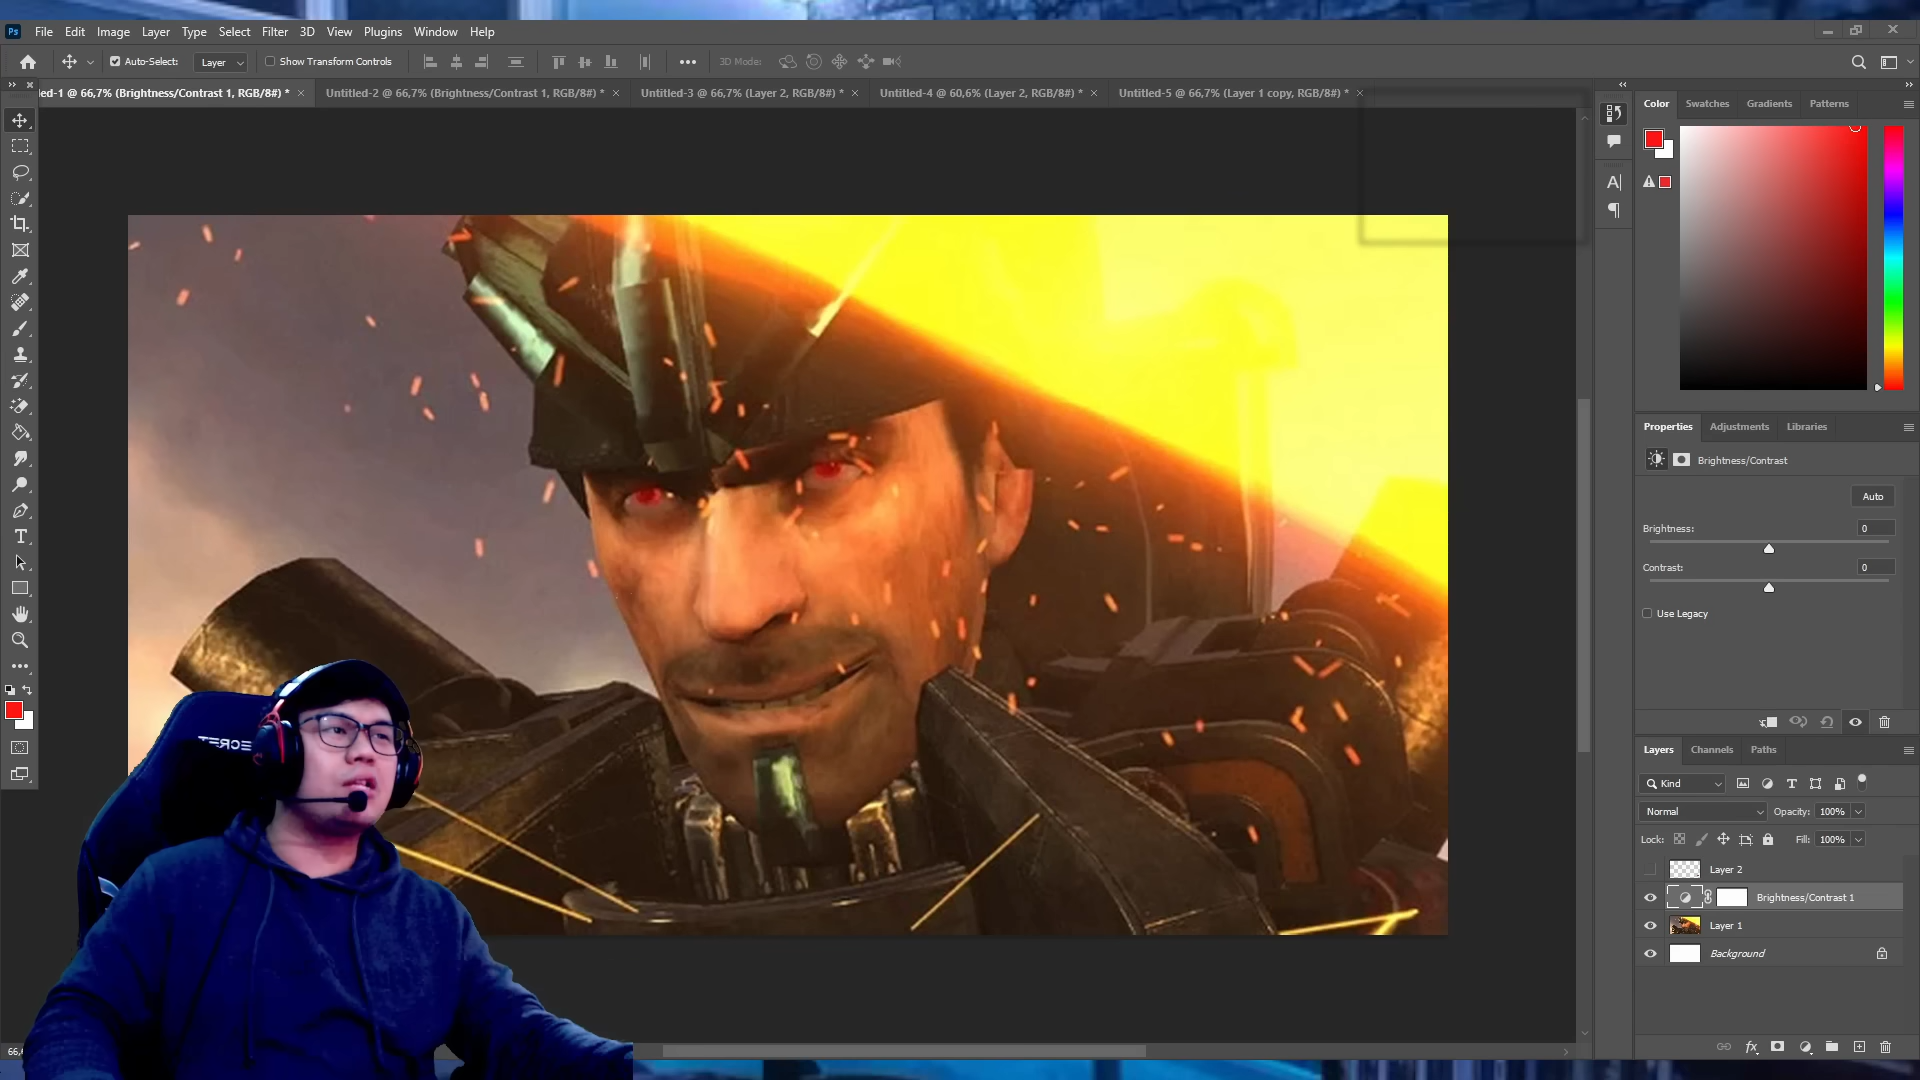 Ps File Edit Image Layer Type Select Filter 3D View Plugins Window Help
Auto-Select: Layer Show Transform Controls 3D Mode:
ed-1 @ 66,7% (Brightness/Contrast 1, RGB/8#) * Untitled-2 @ 66,7% (Brightness/Contrast 1, RGB/8#) * Untitled-3 @ 66,7% (Layer 2, RGB/8#) * Untitled-4 @ 60,6% (Layer 2, RGB/8#) * Untitled-5 @ 66,7% (Layer 1 copy, RGB/8#) *
Color Swatches Gradients Patterns
Properties Adjustments Libraries
Brightness/Contrast
Auto
Brightness: 0
Contrast: 0
Use Legacy
Layers Channels Paths
Kind
Normal Opacity: 100%
Lock: Fill: 100%
Layer 2
Brightness/Contrast 1
Layer 1
Background
fx